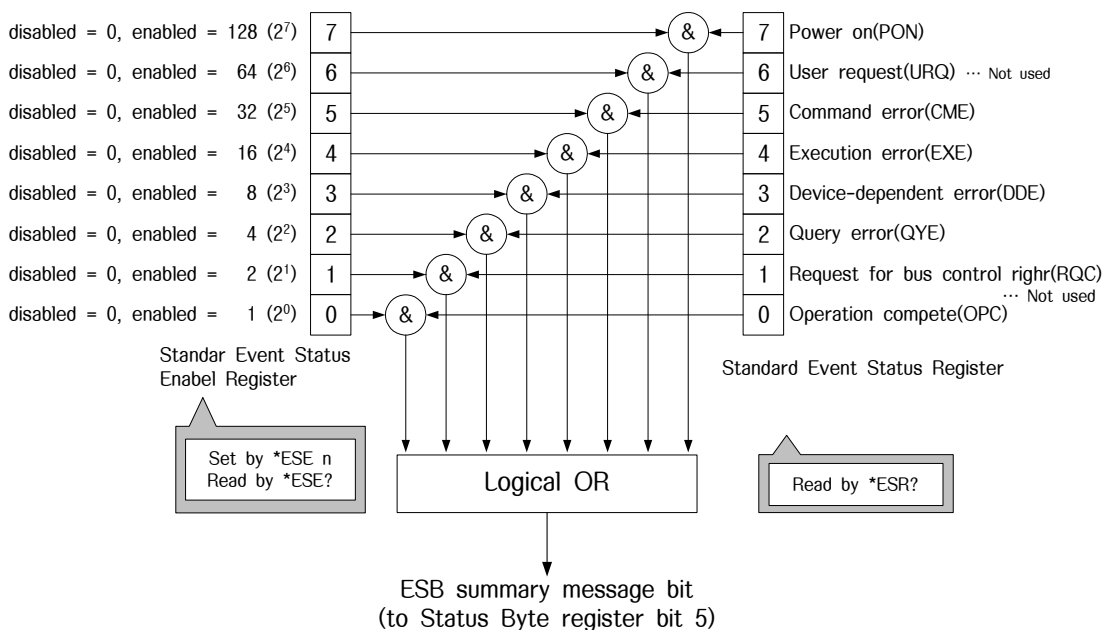 disabled = 0, enabled = 128 (2⁷) 7 & 7 Power on(PON)
disabled = 0, enabled = 64 (2⁶) 6 & 6 User request(URQ) ··· Not used
disabled = 0, enabled = 32 (2⁵) 5 & 5 Command error(CME)
disabled = 0, enabled = 16 (2⁴) 4 & 4 Execution error(EXE)
disabled = 0, enabled = 8 (2³) 3 & 3 Device-dependent error(DDE)
disabled = 0, enabled = 4 (2²) 2 & 2 Query error(QYE)
disabled = 0, enabled = 2 (2¹) 1 & 1 Request for bus control righr(RQC)
··· Not used
disabled = 0, enabled = 1 (2⁰) 0 & 0 Operation compete(OPC)
Standar Event Status
Enabel Register
Standard Event Status Register
Set by *ESE n
Read by *ESE?
Logical OR
Read by *ESR?
ESB summary message bit
(to Status Byte register bit 5)